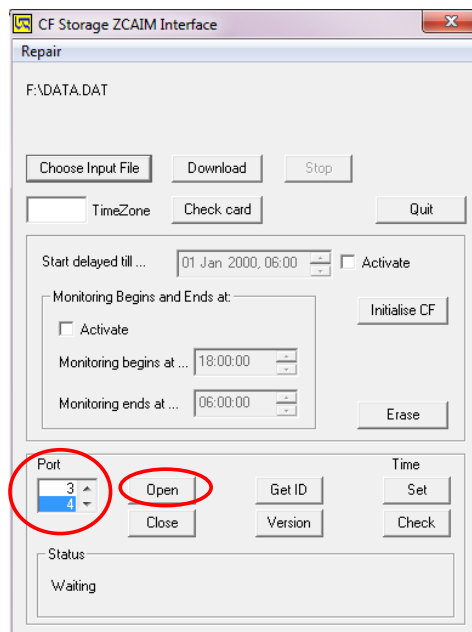 CF Storage ZCAIM Interface
Repair
F:\DATA.DAT
Choose Input File Download Stop
TimeZone Check card Quit
Start delayed till ... 01 Jan 2000, 06:00 Activate
Monitoring Begins and Ends at:
Activate
Initialise CF
Monitoring begins at ... 18:00:00
Monitoring ends at ... 06:00:00
Erase
Port Time
3
4
Open Get ID Set
Close Version Check
Status
Waiting